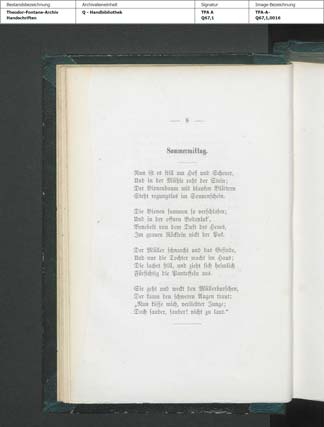 Bestandsbezeichnung Archivalieneinheit Signatur Image-Bezeichnung
Theodor-Fontane-Archiv Q - Handbibliothek TFA A TFA-A-
Handschriften Q67,1 Q67,1,0016
— 8 —
Sommermittag.
Nun ist es still um Hof und Scheuer,
Und in der Mühle ruht der Stein;
Der Birnenbaum mit blanken Blättern
Steht regungslos im Sonnenschein.
Die Bienen summen so verschlafen;
Und in der offnen Bodenluk',
Benebelt von dem Duft des Heues,
Im grauen Röcklein nickt der Puk.
Der Müller schnarcht und das Gesinde,
Und nur die Tochter wacht im Haus;
Die lachet still, und zieht sich heimlich
Fürsichtig die Pantoffeln aus.
Sie geht und weckt den Müllerburschen,
Der kaum den schweren Augen traut:
„Nun küsse mich, verliebter Junge;
Doch sauber, sauber! nicht zu laut.“